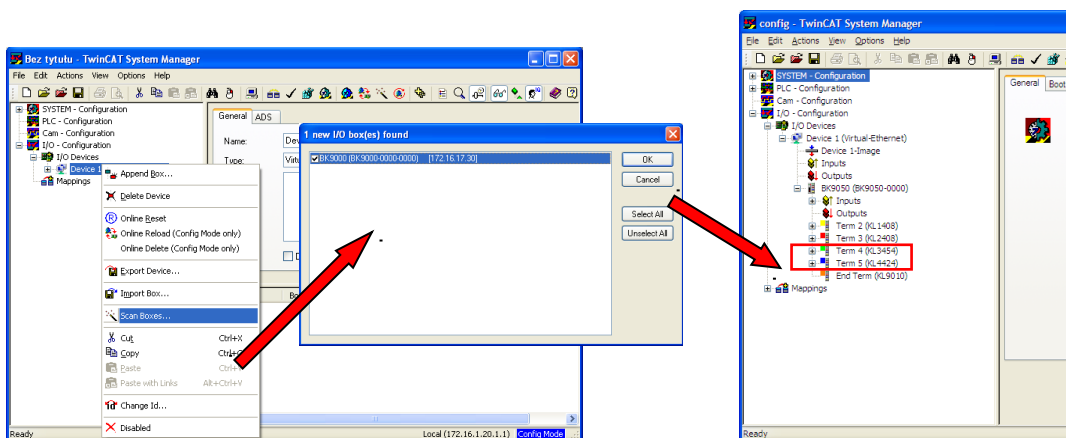 Bez tytułu - TwinCAT System Manager
File Edit Actions View Options Help
SYSTEM - Configuration
PLC - Configuration
Cam - Configuration
I/O - Configuration
I/O Devices
Device 1
Mappings
General ADS
Name:
Type:
Append Box...
Delete Device
Online Reset
Online Reload (Config Mode only)
Online Delete (Config Mode only)
Export Device...
Import Box...
Scan Boxes...
Cut Ctrl+X
Copy
Paste
Paste with Links Alt+Ctrl+V
Change Id...
Disabled
Ready
Local (172.16.1.20.1.1) Config Mode
1 new I/O box(es) found
BK9000 (BK9000-0000-0000) [172.16.17.30]
OK
Cancel
Select All
Unselect All
config - TwinCAT System Manager
File Edit Actions View Options Help
SYSTEM - Configuration
PLC - Configuration
Cam - Configuration
I/O - Configuration
I/O Devices
Device 1 (Virtual-Ethernet)
Device 1-Image
Inputs
Outputs
BK9050 (BK9050-0000)
Inputs
Outputs
Term 2 (KL1408)
Term 3 (KL2408)
Term 4 (KL3454)
Term 5 (KL4424)
End Term (KL9010)
Mappings
General Boot
Ready